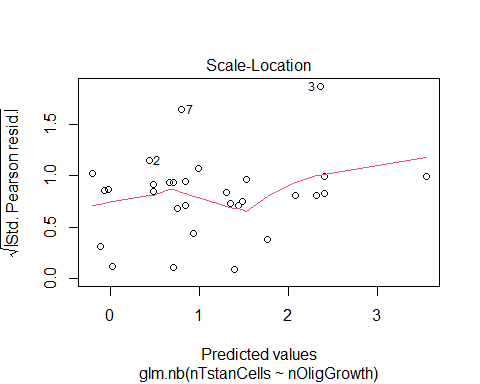 Scale-Location
√|Std. Pearson resid.|
0.0 0.5 1.0 1.5
3
7
2
0 1 2 3
Predicted values
glm.nb(nTstanCells ~ nOligGrowth)